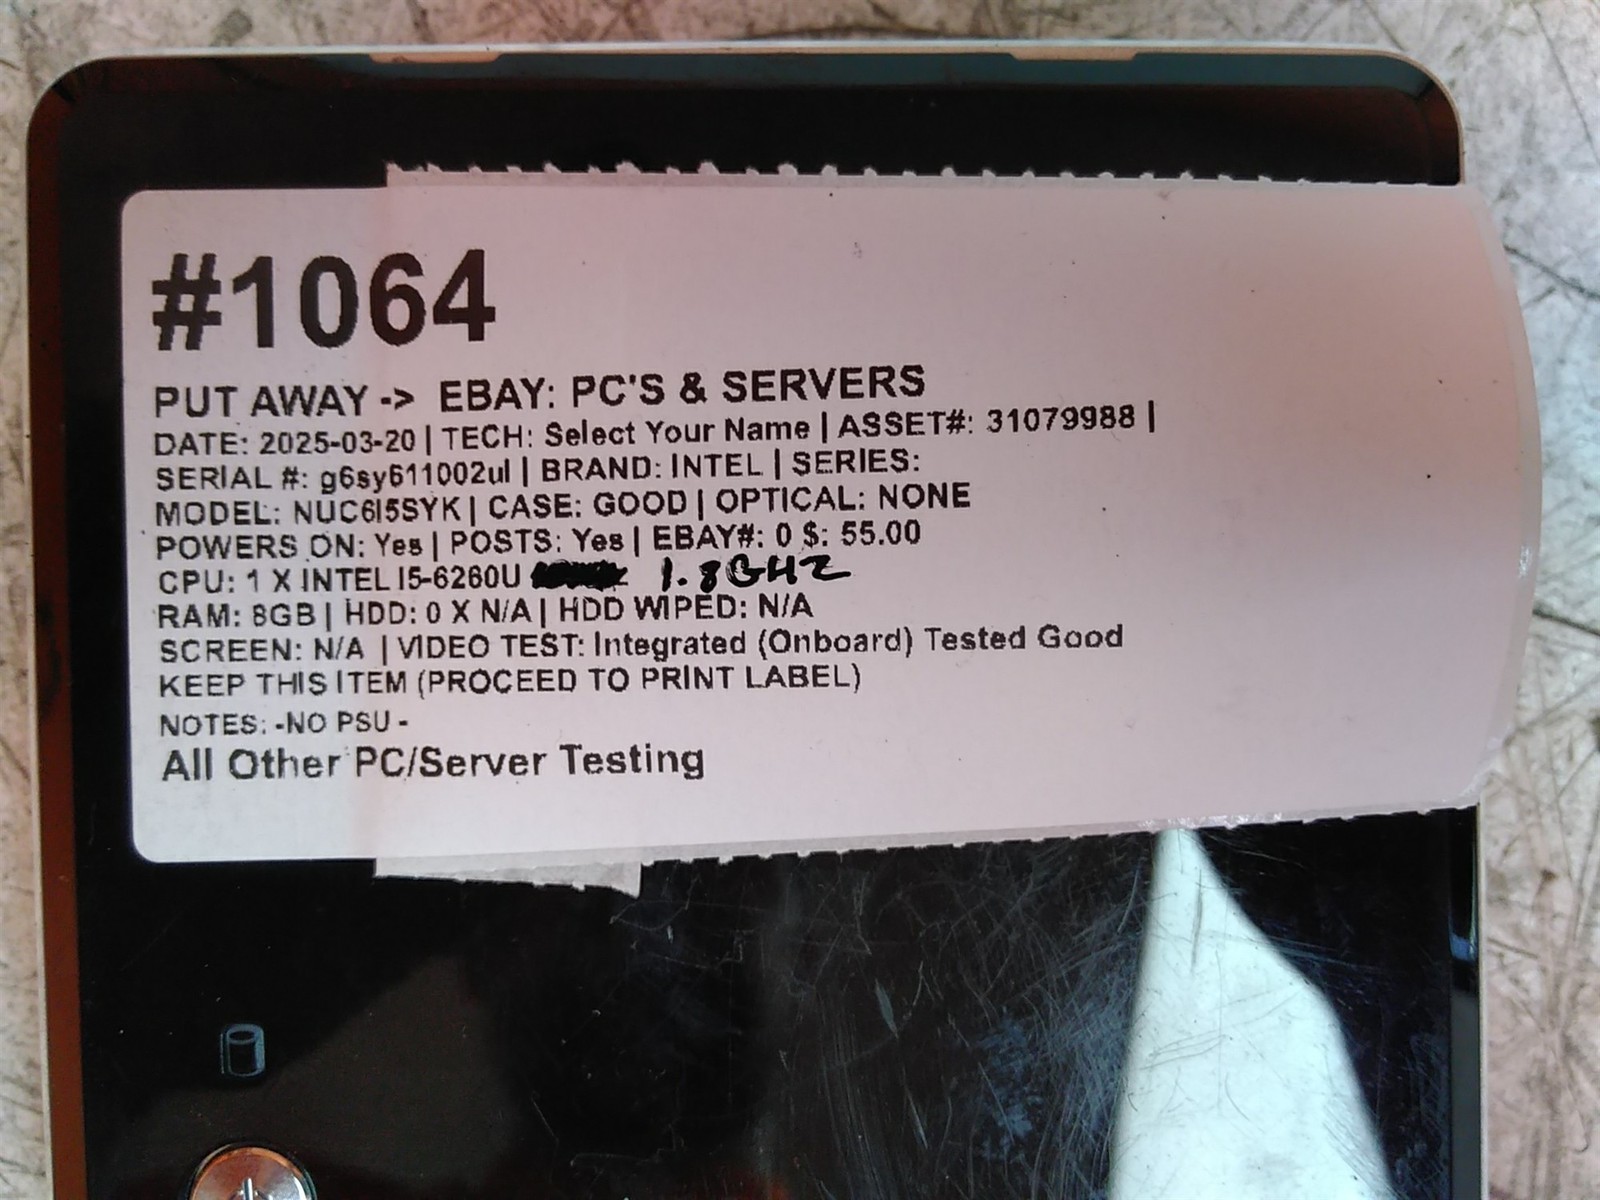 #1064
PUT AWAY -> EBAY: PC'S & SERVERS
DATE: 2025-03-20 | TECH: Select Your Name | ASSET#: 31079988 |
SERIAL #: g6sy611002ul | BRAND: INTEL | SERIES:
MODEL: NUC6I5SYK | CASE: GOOD | OPTICAL: NONE
POWERS ON: Yes | POSTS: Yes | EBAY#: 0 $: 55.00
CPU: 1 X INTEL I5-6260U 1.8GHZ
RAM: 8GB | HDD: 0 X N/A | HDD WIPED: N/A
SCREEN: N/A | VIDEO TEST: Integrated (Onboard) Tested Good
KEEP THIS ITEM (PROCEED TO PRINT LABEL)
NOTES: -NO PSU -
All Other PC/Server Testing